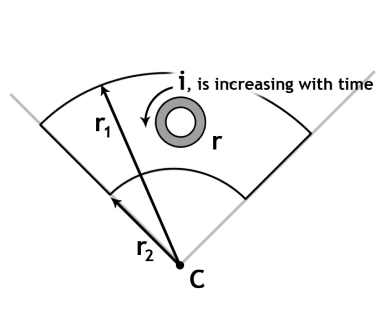 i, is increasing with time
r₁
r
r₂
C